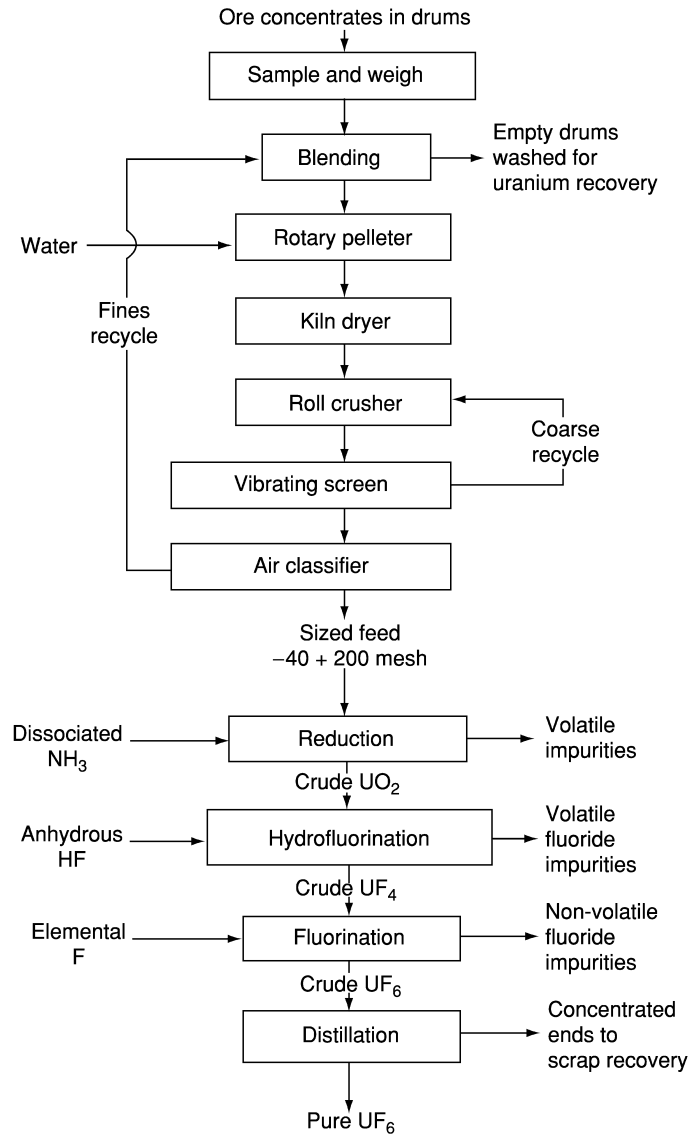 Ore concentrates in drums
Sample and weigh
Blending
Empty drums
washed for
uranium recovery
Water
Rotary pelleter
Fines
recycle
Kiln dryer
Roll crusher
Coarse
recycle
Vibrating screen
Air classifier
Sized feed
−40 + 200 mesh
Dissociated
NH₃
Reduction
Volatile
impurities
Crude UO₂
Anhydrous
HF
Hydrofluorination
Volatile
fluoride
impurities
Crude UF₄
Elemental
F
Fluorination
Non-volatile
fluoride
impurities
Crude UF₆
Distillation
Concentrated
ends to
scrap recovery
Pure UF₆